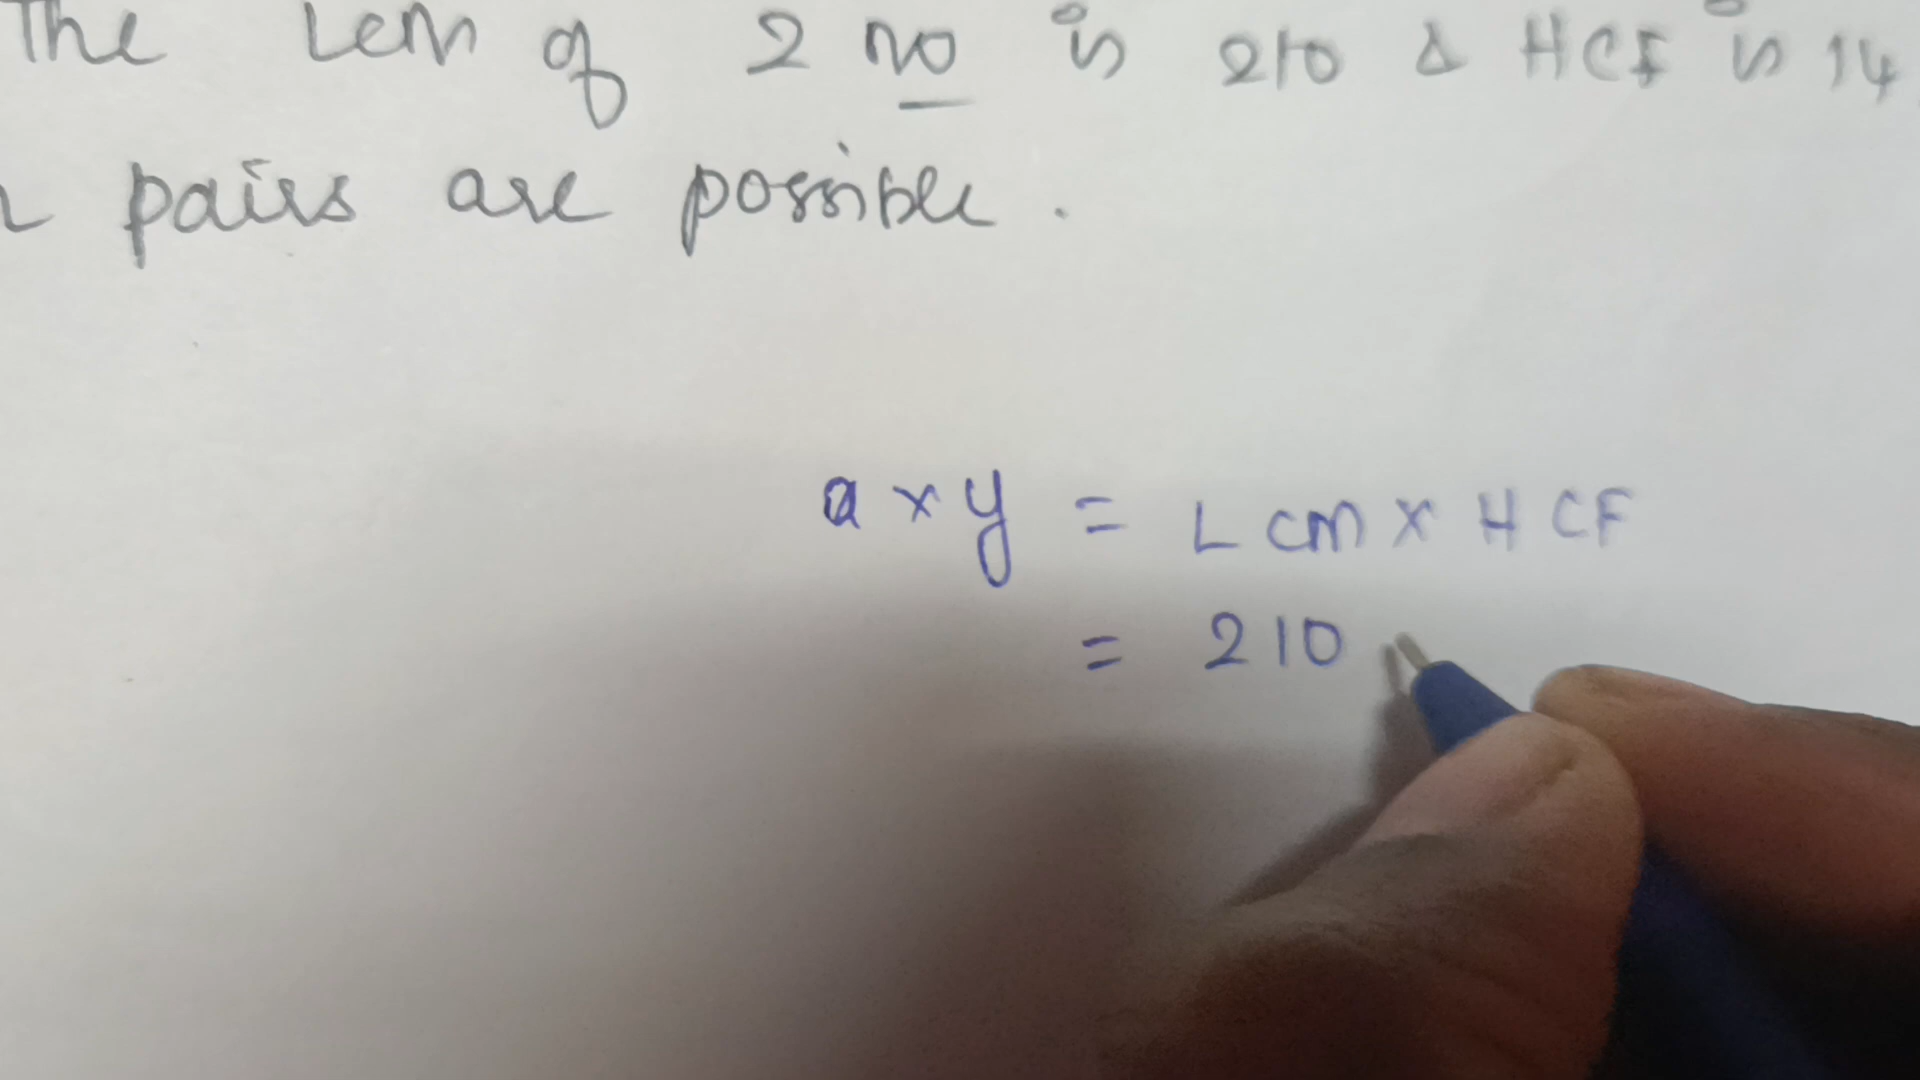 The LCM of 2 no is 210 & HCF is 14.
pairs are possible.
a x y = LCM x HCF
= 210